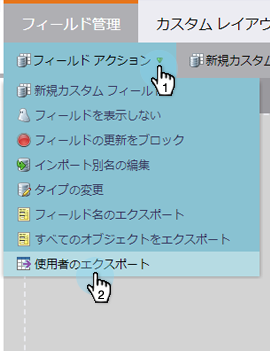 フィールド管理 カスタム レイアウ
フィールド アクション 新規カスタム
1
新規カスタム フィール
フィールドを表示しない
フィールドの更新をブロック
インポート別名の編集
タイプの変更
フィールド名のエクスポート
すべてのオブジェクトをエクスポート
使用者のエクスポート
2